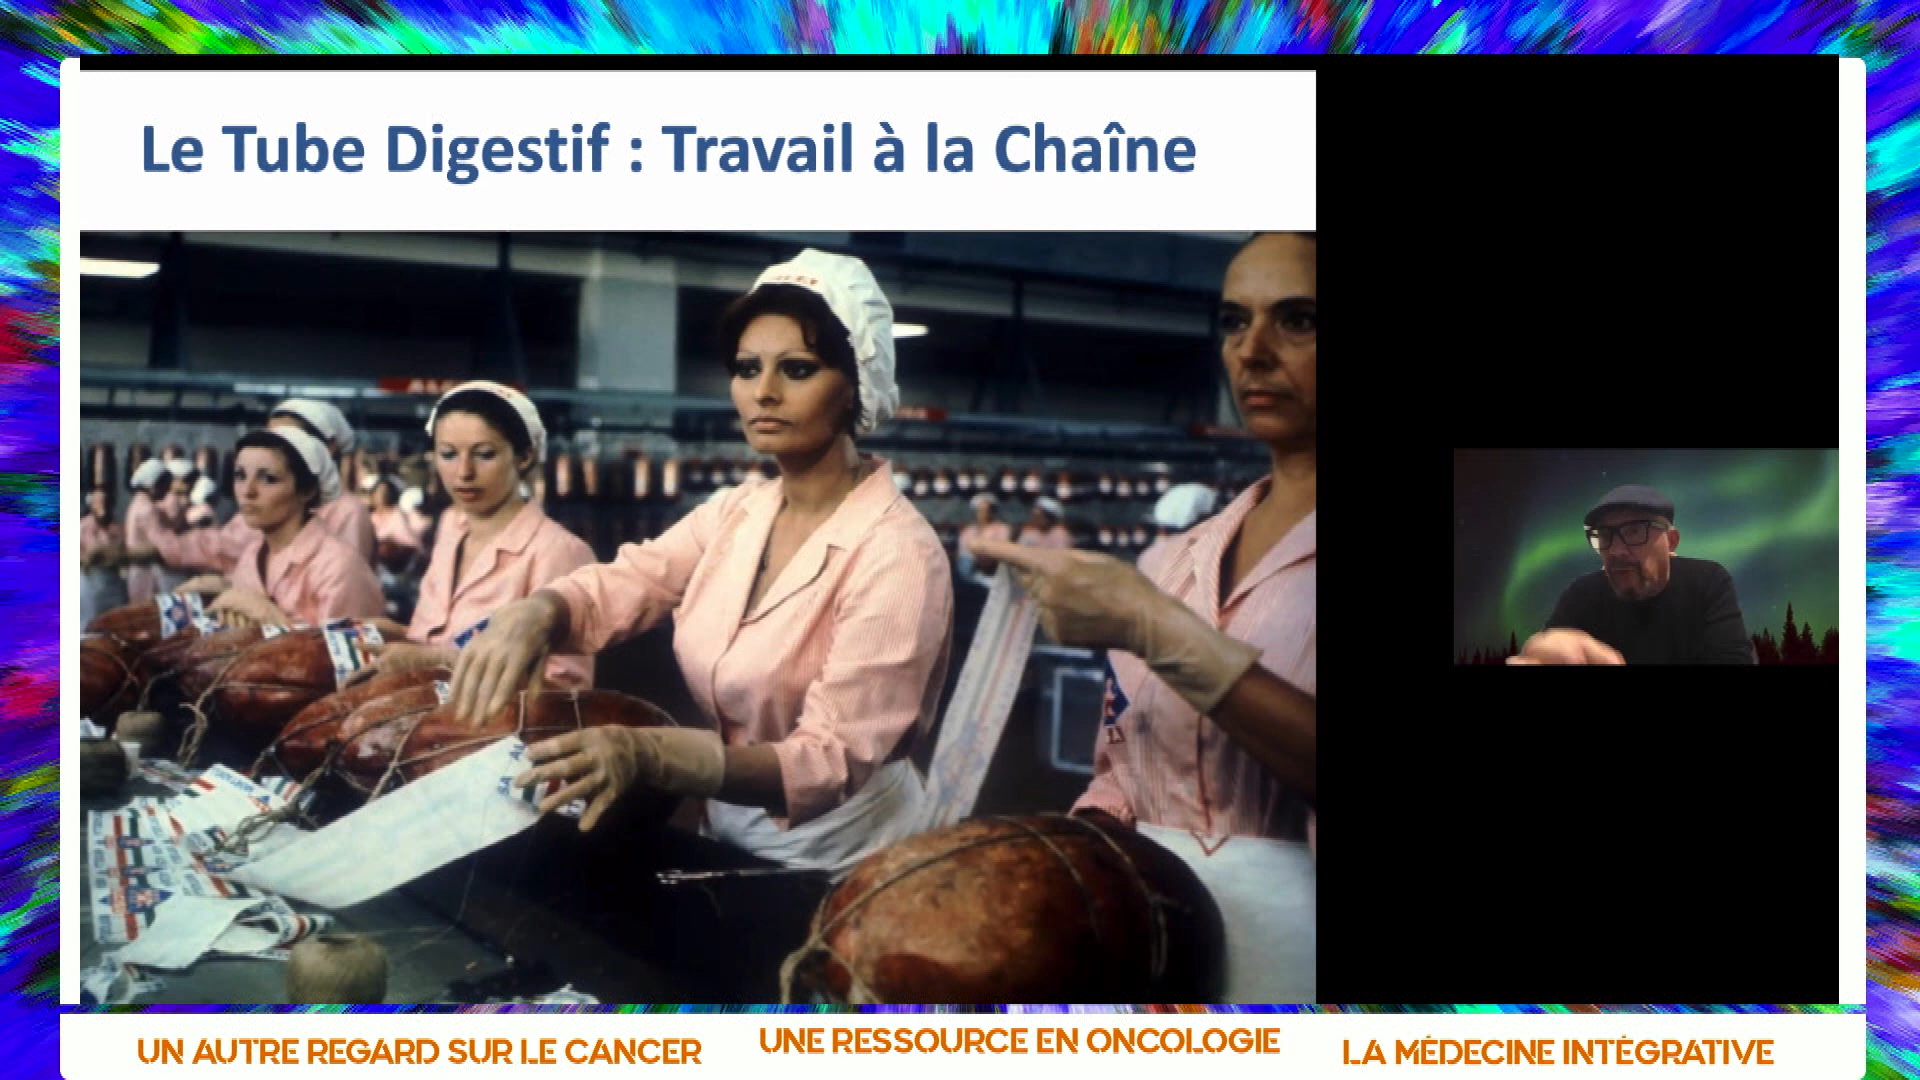 Le Tube Digestif : Travail à la Chaîne
UN AUTRE REGARD SUR LE CANCER
UNE RESSOURCE EN ONCOLOGIE
LA MÉDECINE INTÉGRATIVE